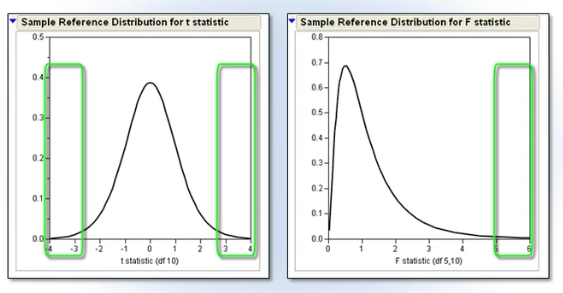 Sample Reference Distribution for t statistic
0.5
0.4
0.3
0.2
0.1
0.0
-4 -3 -2 -1 0 1 2 3 4
t statistic (df 10)
Sample Reference Distribution for F statistic
0.8
0.7
0.6
0.5
0.4
0.3
0.2
0.1
0.0
0 1 2 3 4 5 6
F statistic (df 5,10)